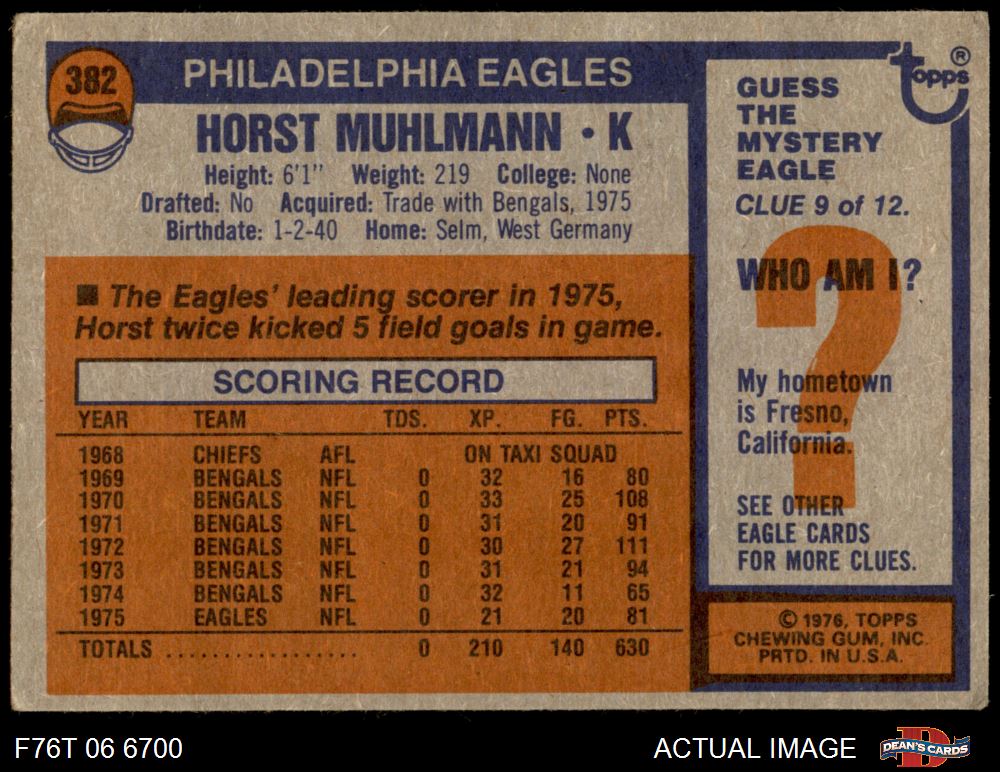 382
PHILADELPHIA EAGLES
HORST MUHLMANN • K
Height: 6'1" Weight: 219 College: None
Drafted: No Acquired: Trade with Bengals, 1975
Birthdate: 1-2-40 Home: Selm, West Germany
■ The Eagles' leading scorer in 1975,
Horst twice kicked 5 field goals in game.
SCORING RECORD
YEAR TEAM TDS. XP. FG. PTS.
1968 CHIEFS AFL ON TAXI SQUAD
1969 BENGALS NFL 0 32 16 80
1970 BENGALS NFL 0 33 25 108
1971 BENGALS NFL 0 31 20 91
1972 BENGALS NFL 0 30 27 111
1973 BENGALS NFL 0 31 21 94
1974 BENGALS NFL 0 32 11 65
1975 EAGLES NFL 0 21 20 81
TOTALS ................. 0 210 140 630
topps ®
GUESS
THE
MYSTERY
EAGLE
CLUE 9 of 12.
?
WHO AM I?
My hometown
is Fresno,
California.
SEE OTHER
EAGLE CARDS
FOR MORE CLUES.
© 1976, TOPPS
CHEWING GUM, INC.
PRTD. IN U.S.A.
F76T 06 6700
ACTUAL IMAGE
D
DEAN'S CARDS